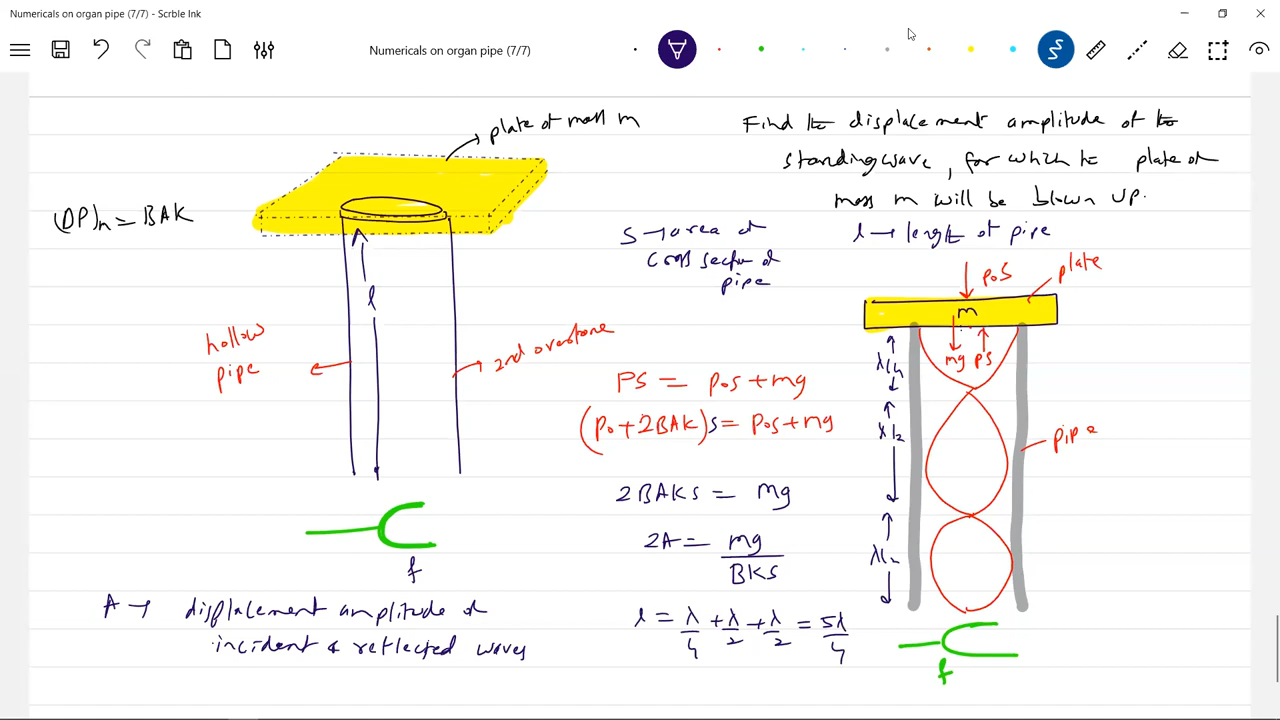 Numericals on organ pipe (7/7) - Scrble Ink
Numericals on organ pipe (7/7)
plate of mass m
Find the displacement amplitude of the
standing wave, for which the plate of
mass m will be blown up.
(DP)m = BAK
S → area of
cross section of
pipe
l → length of pipe
l
hollow
pipe
2nd overtone
P0S
plate
m
mg
PS
λ/4
λ/2
λ/2
pipe
PS = P0S + mg
(P0 + 2BAK)S = P0S + mg
2BAKS = mg
2A = mg/BKS
l = λ/4 + λ/2 + λ/2 = 5λ/4
f
f
A → displacement amplitude of
incident & reflected waves